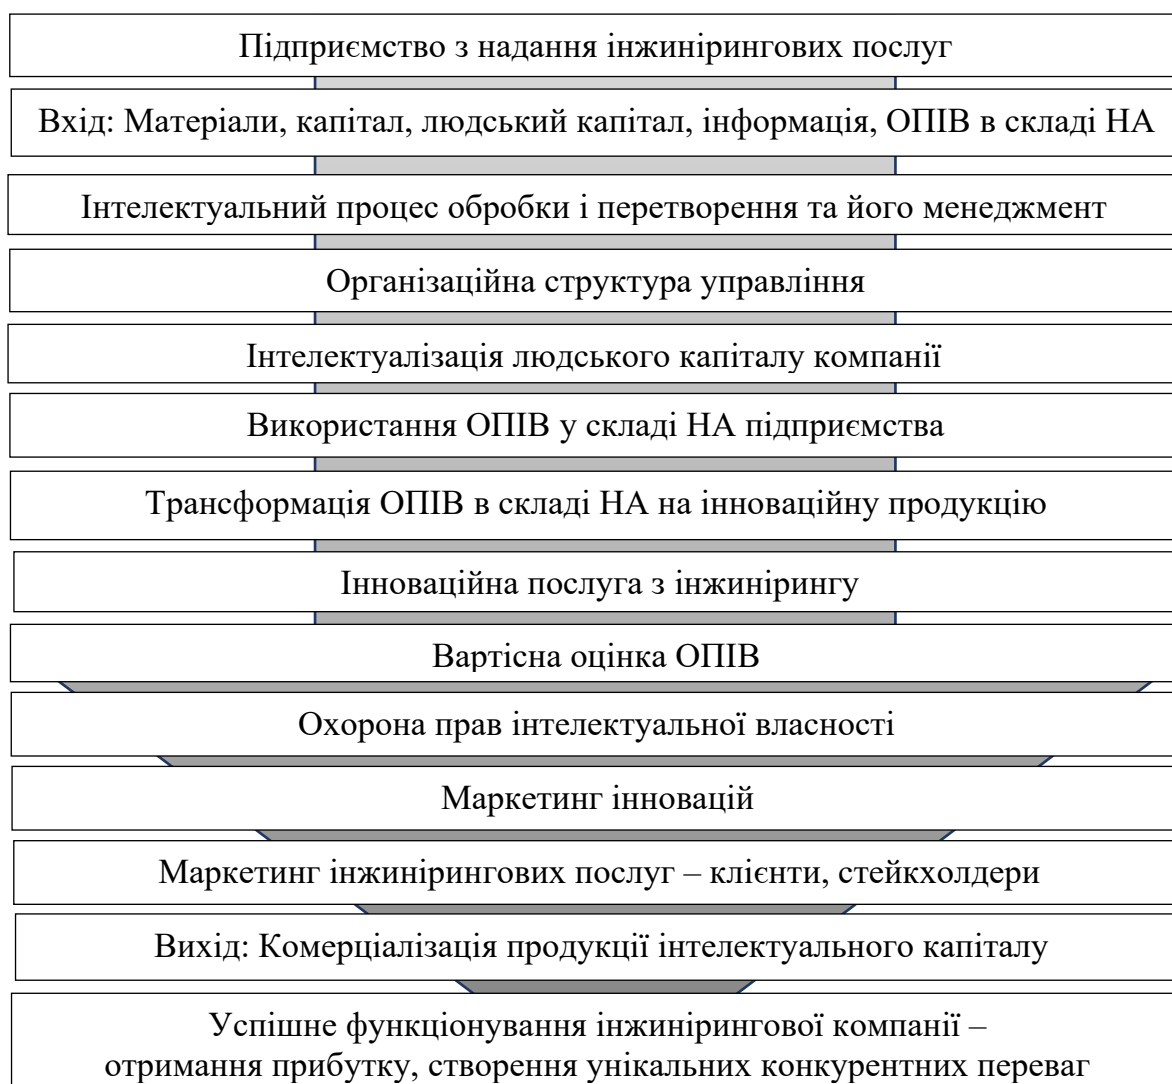 Підприємство з надання інжинірингових послуг
Вхід: Матеріали, капітал, людський капітал, інформація, ОПІВ в складі НА
Інтелектуальний процес обробки і перетворення та його менеджмент
Організаційна структура управління
Інтелектуалізація людського капіталу компанії
Використання ОПІВ у складі НА підприємства
Трансформація ОПІВ в складі НА на інноваційну продукцію
Інноваційна послуга з інжинірингу
Вартісна оцінка ОПІВ
Охорона прав інтелектуальної власності
Маркетинг інновацій
Маркетинг інжинірингових послуг – клієнти, стейкхолдери
Вихід: Комерціалізація продукції інтелектуального капіталу
Успішне функціонування інжинірингової компанії –
отримання прибутку, створення унікальних конкурентних переваг